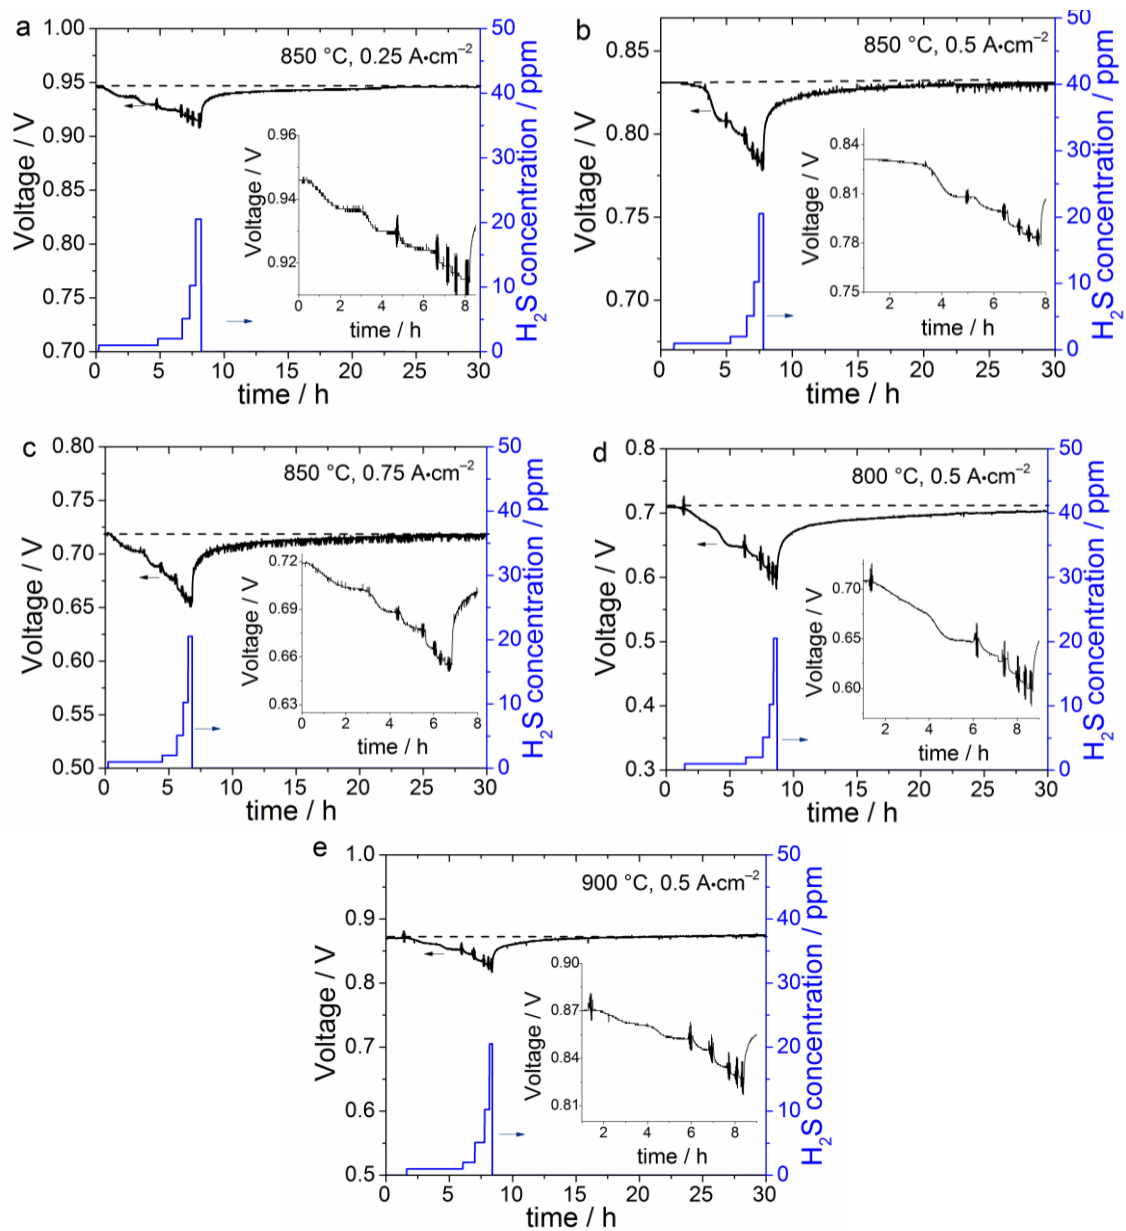 a
850 °C, 0.25 A•cm⁻²
Voltage / V
1.00
0.95
0.90
0.85
0.80
0.75
0.70
0 5 10 15 20 25 30
time / h
50
40
30
20
10
0
H₂S concentration / ppm
Voltage / V
0.96
0.94
0.92
0 2 4 6 8
time / h
b
850 °C, 0.5 A•cm⁻²
Voltage / V
0.85
0.80
0.75
0.70
0 5 10 15 20 25 30
time / h
50
40
30
20
10
0
H₂S concentration / ppm
Voltage / V
0.84
0.81
0.78
0.75
2 4 6 8
time / h
c
850 °C, 0.75 A•cm⁻²
Voltage / V
0.80
0.75
0.70
0.65
0.60
0.55
0.50
0 5 10 15 20 25 30
time / h
50
40
30
20
10
0
H₂S concentration / ppm
Voltage / V
0.72
0.69
0.66
0.63
0 2 4 6 8
time / h
d
800 °C, 0.5 A•cm⁻²
Voltage / V
0.8
0.7
0.6
0.5
0.4
0.3
0 5 10 15 20 25 30
time / h
50
40
30
20
10
0
H₂S concentration / ppm
Voltage / V
0.70
0.65
0.60
2 4 6 8
time / h
e
900 °C, 0.5 A•cm⁻²
Voltage / V
1.0
0.9
0.8
0.7
0.6
0.5
0 5 10 15 20 25 30
time / h
50
40
30
20
10
0
H₂S concentration / ppm
Voltage / V
0.90
0.87
0.84
0.81
2 4 6 8
time / h